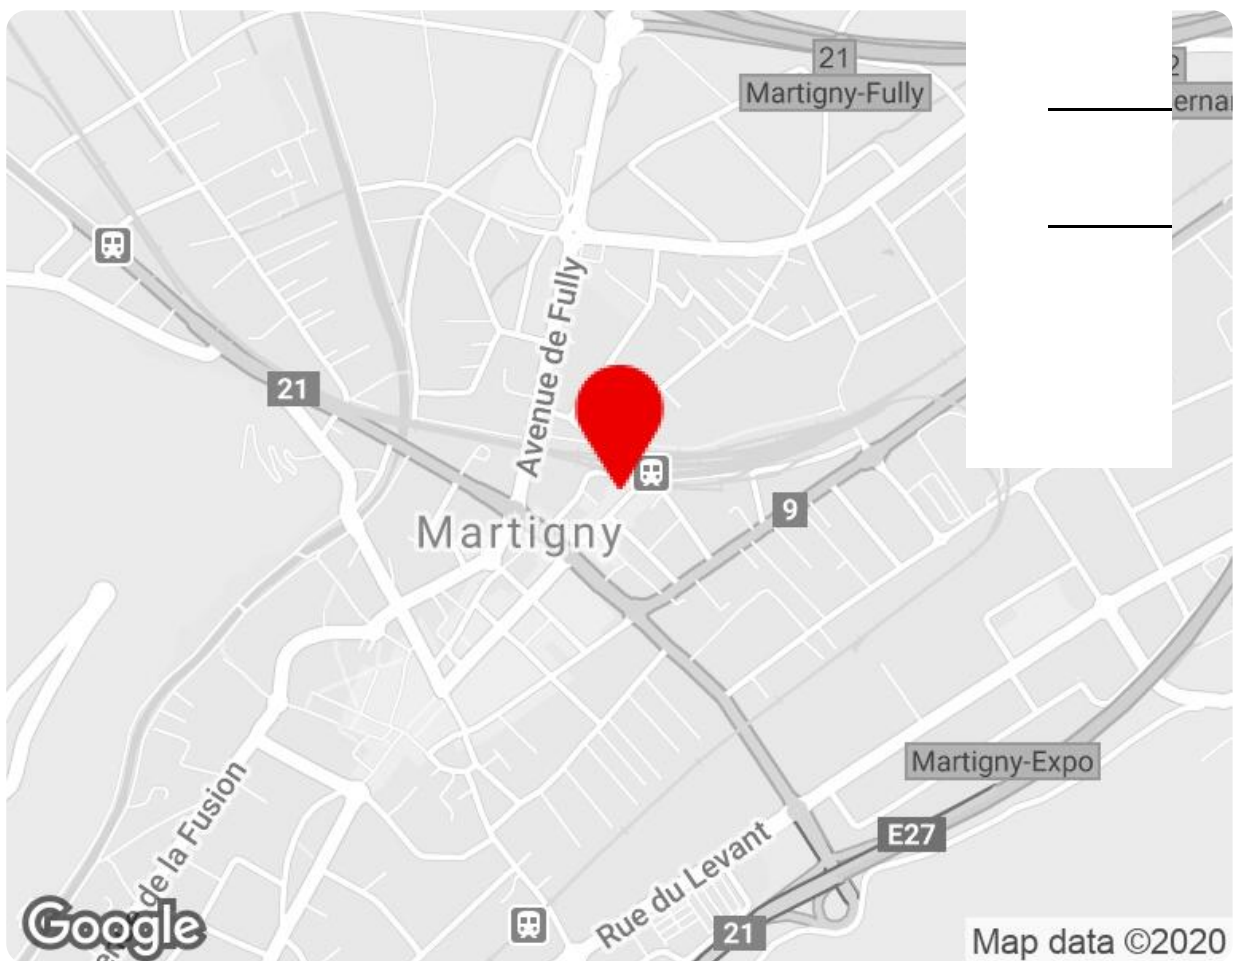 21
Martigny-Fully
2
21
Avenue de Fully
Martigny
9
Martigny-Expo
E27
de la Fusion
Rue du Levant
21
Google
Map data ©2020